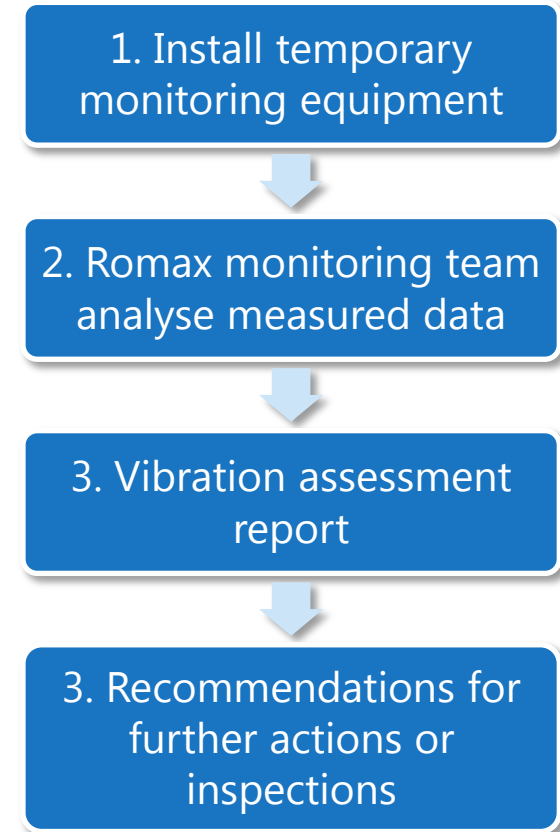 1. Install temporary
monitoring equipment
2. Romax monitoring team
analyse measured data
3. Vibration assessment
report
3. Recommendations for
further actions or
inspections